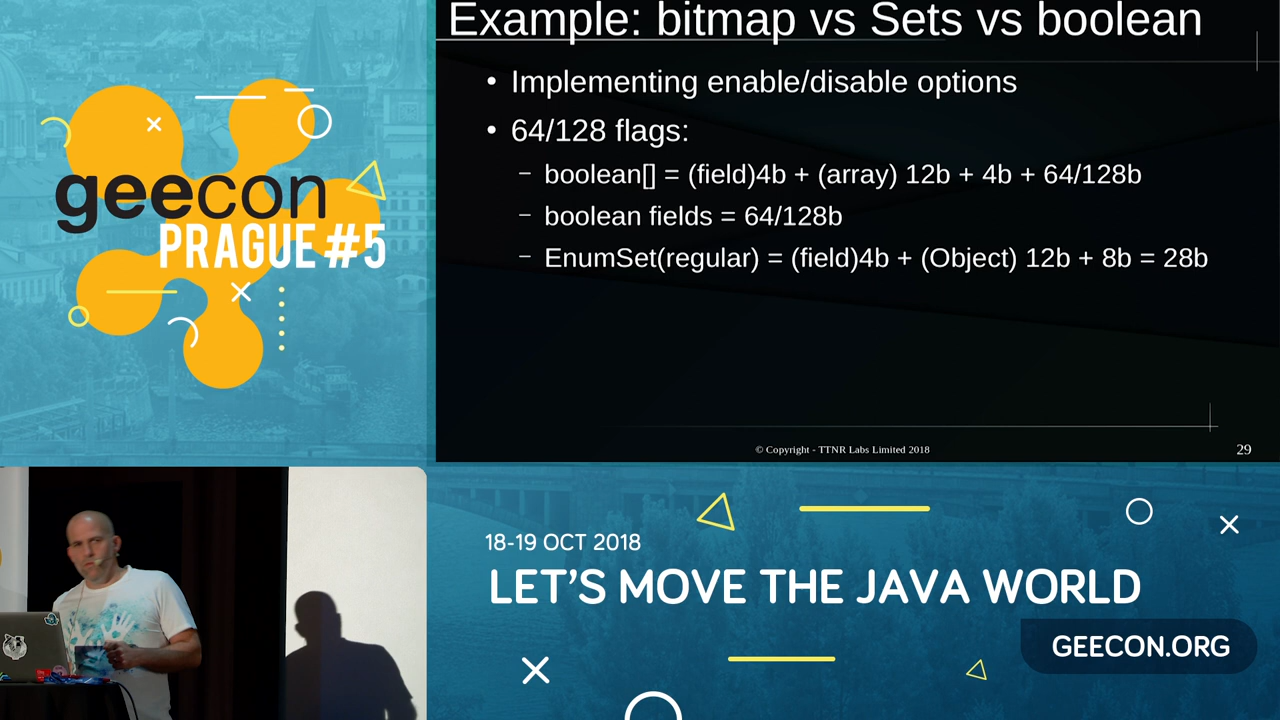 Example: bitmap vs Sets vs boolean
• Implementing enable/disable options
• 64/128 flags:
– boolean[] = (field)4b + (array) 12b + 4b + 64/128b
– boolean fields = 64/128b
– EnumSet(regular) = (field)4b + (Object) 12b + 8b = 28b
© Copyright - TTNR Labs Limited 2018
29
geecon
PRAGUE #5
18-19 OCT 2018
LET'S MOVE THE JAVA WORLD
GEECON.ORG